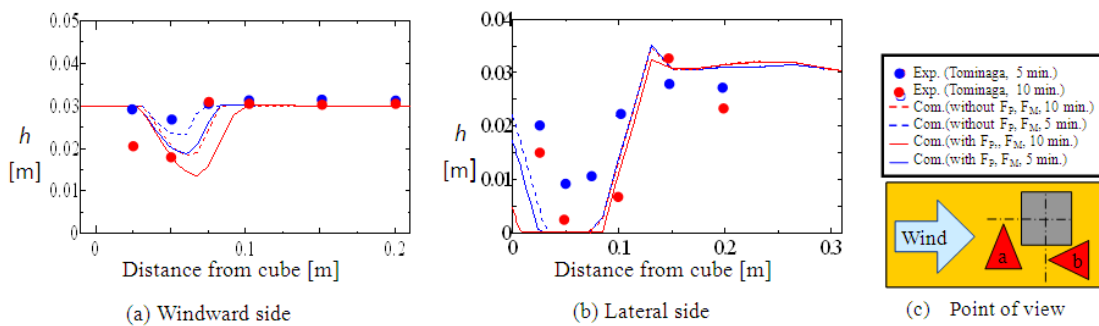 0.05
0.04
0.03
h
0.02
[m]
0.01
0
0
0.1
0.2
Distance from cube [m]
(a) Windward side
0.04
0.03
h
0.02
[m]
0.01
0
0
0.1
0.2
0.3
Distance from cube [m]
(b) Lateral side
Exp. (Tominaga, 5 min.)
Exp. (Tominaga, 10 min.)
Com.(without FP, FM, 10 min.)
Com.(without FP, FM, 5 min.)
Com.(with FP,, FM, 10 min.)
Com.(with FP, FM, 5 min.)
Wind
a
b
(c) Point of view